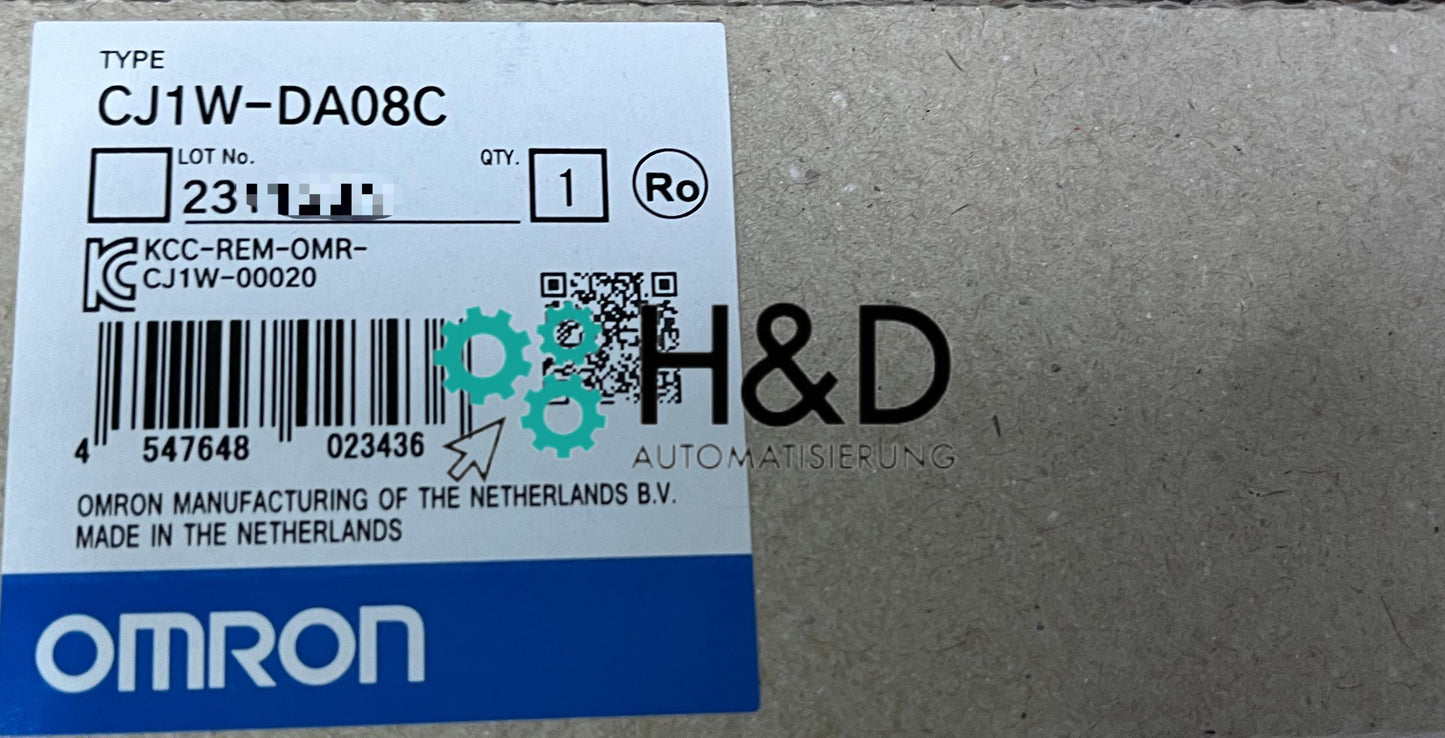 TYPE
CJ1W-DA08C
LOT No.
QTY.
1
Ro
KCC-REM-OMR-
CJ1W-00020
H&D
AUTOMATISIERUNG
4 547648 023436
OMRON MANUFACTURING OF THE NETHERLANDS B.V.
MADE IN THE NETHERLANDS
OMRON